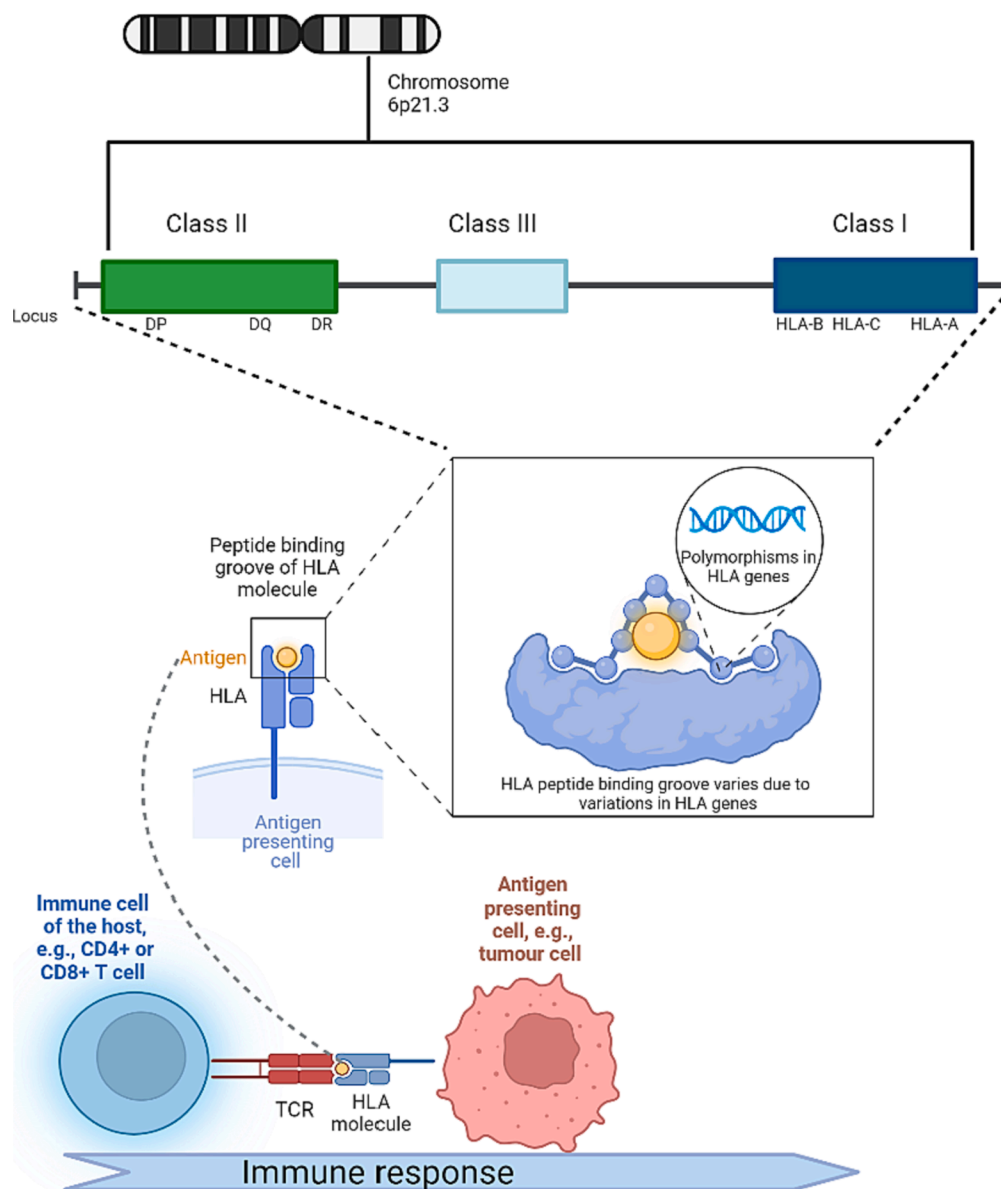 Chromosome
6p21.3
Class II
Class III
Class I
Locus
DP
DQ
DR
HLA-B
HLA-C
HLA-A
Polymorphisms in
HLA genes
Peptide binding
groove of HLA
molecule
Antigen
HLA
HLA peptide binding groove varies due to
variations in HLA genes
Antigen
presenting
cell
Immune cell
of the host,
e.g., CD4+ or
CD8+ T cell
Antigen
presenting
cell, e.g.,
tumour cell
TCR
HLA
molecule
Immune response